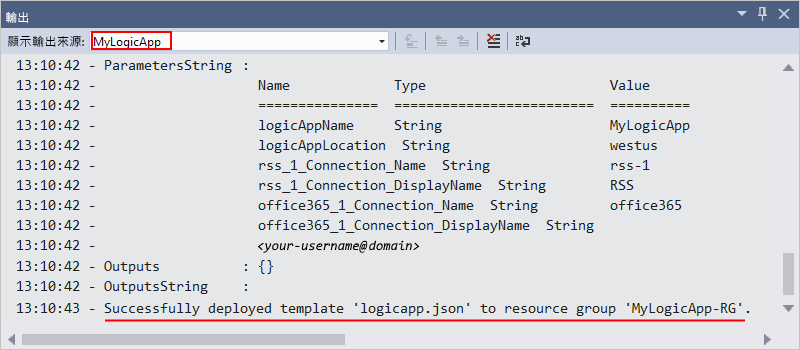 輸出
顯示輸出來源: MyLogicApp
13:10:42 - ParametersString :
13:10:42 - Name Type Value
13:10:42 - =============== ========================= ==========
13:10:42 - logicAppName String MyLogicApp
13:10:42 - logicAppLocation String westus
13:10:42 - rss_1_Connection_Name String rss-1
13:10:42 - rss_1_Connection_DisplayName String RSS
13:10:42 - office365_1_Connection_Name String office365
13:10:42 - office365_1_Connection_DisplayName String
13:10:42 - <your-username@domain>
13:10:42 - Outputs : {}
13:10:42 - OutputsString :
13:10:43 - Successfully deployed template 'logicapp.json' to resource group 'MyLogicApp-RG'.